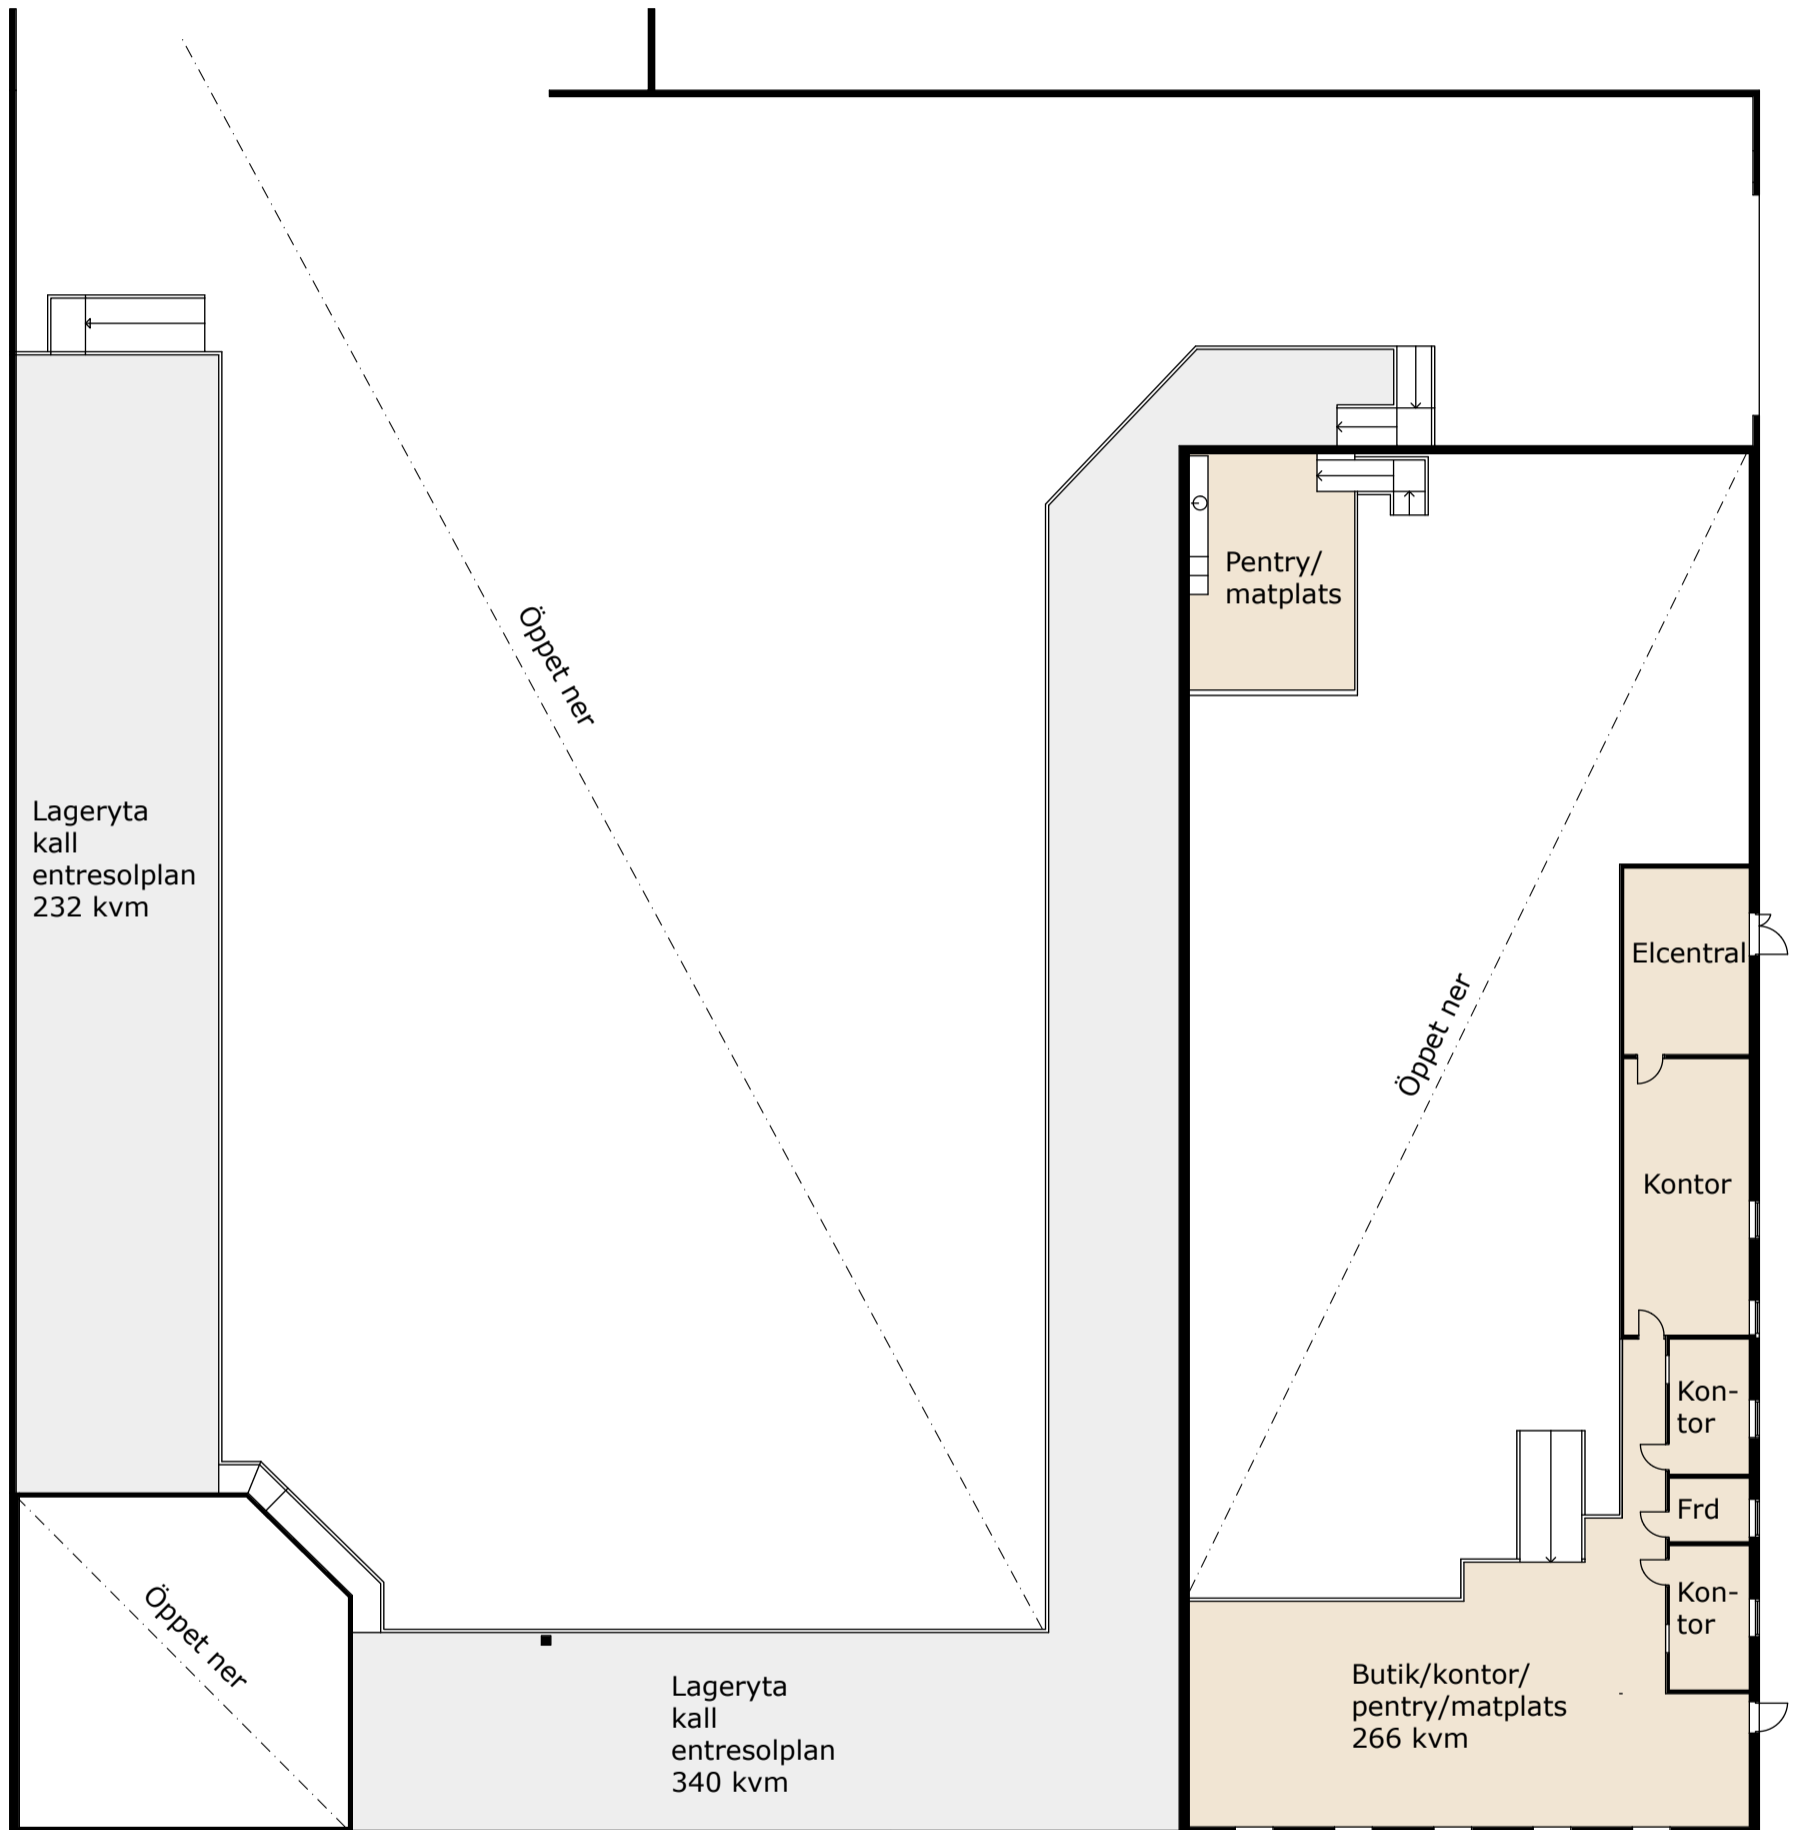 Öppet ner
Pentry/
matplats
Lageryta
kall
entresolplan
232 kvm
Elcentral
Öppet ner
Kontor
Kon-
tor
Frd
Kon-
tor
Öppet ner
Lageryta
kall
entresolplan
340 kvm
Butik/kontor/
pentry/matplats
266 kvm